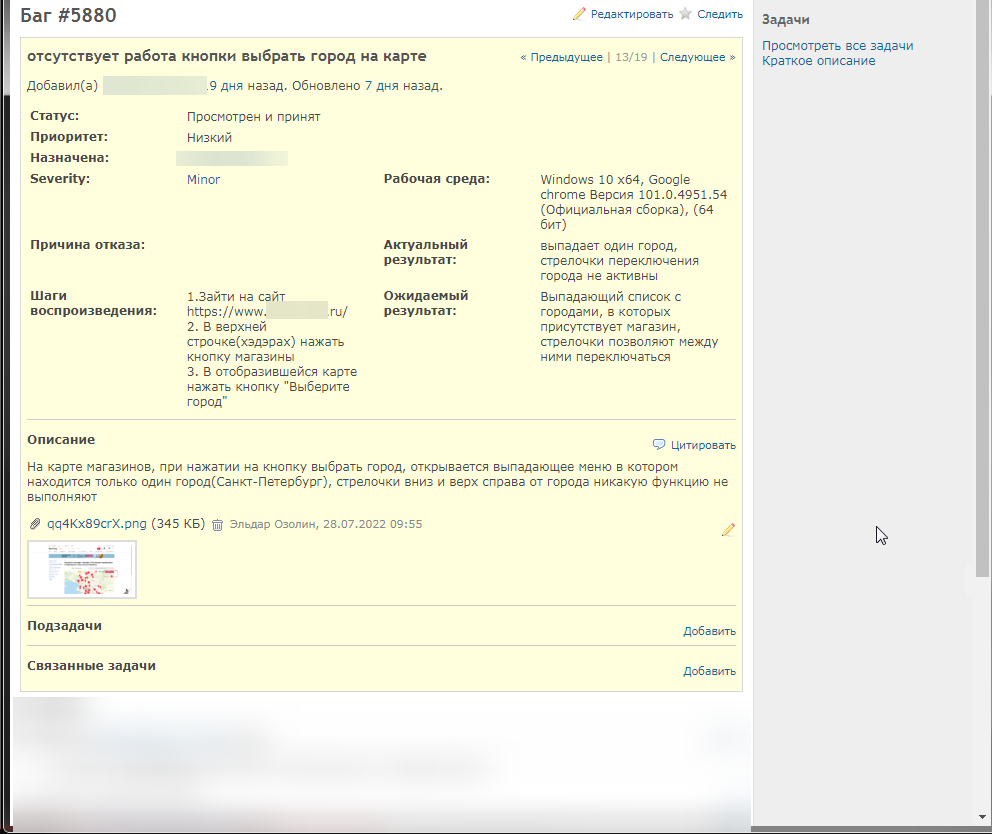 Баг #5880
Редактировать Следить
отсутствует работа кнопки выбрать город на карте
« Предыдущее | 13/19 | Следующее »
Добавил(а) 9 дня назад. Обновлено 7 дня назад.
Статус: Просмотрен и принят
Приоритет: Низкий
Назначена:
Severity: Minor
Рабочая среда: Windows 10 x64, Google
chrome Версия 101.0.4951.54
(Официальная сборка), (64
бит)
Причина отказа:
Актуальный
результат:
выпадает один город,
стрелочки переключения
города не активны
Шаги
воспроизведения:
1.Зайти на сайт
https://www. .ru/
2. В верхней
строчке(хэдэрах) нажать
кнопку магазины
3. В отобразившейся карте
нажать кнопку "Выберите
город"
Ожидаемый
результат:
Выпадающий список с
городами, в которых
присутствует магазин,
стрелочки позволяют между
ними переключаться
Описание
Цитировать
На карте магазинов, при нажатии на кнопку выбрать город, открывается выпадающее меню в котором
находится только один город(Санкт-Петербург), стрелочки вниз и верх справа от города никакую функцию не
выполняют
qq4Kx89crX.png (345 КБ) Эльдар Озолин, 28.07.2022 09:55
Подзадачи
Добавить
Связанные задачи
Добавить
Задачи
Просмотреть все задачи
Краткое описание